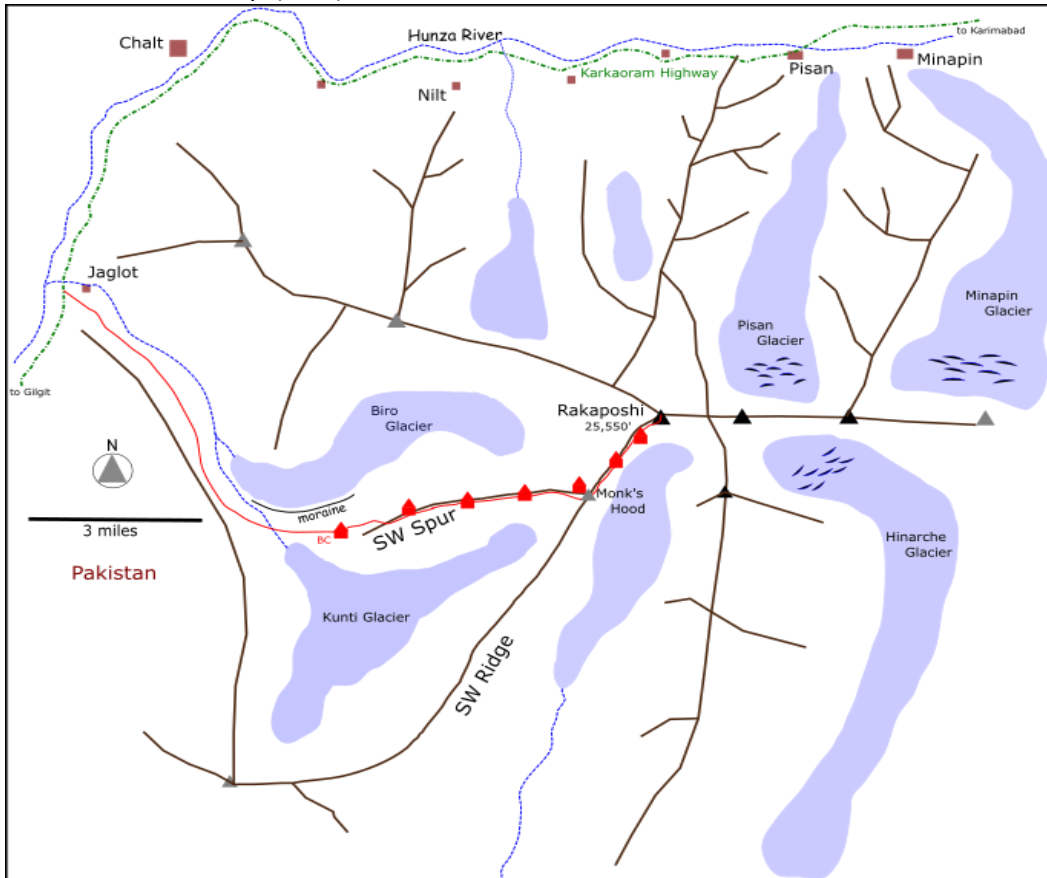 to Karimabad
Chalt
Hunza River
Karkaoram Highway
Pisan
Minapin
Nilt
Jaglot
Minapin
Glacier
Pisan
Glacier
to Gilgit
Biro
Glacier
Rakaposhi
25,550'
N
moraine
Monk's
Hood
SW Spur
3 miles
BC
Hinarche
Glacier
Pakistan
Kunti Glacier
SW Ridge